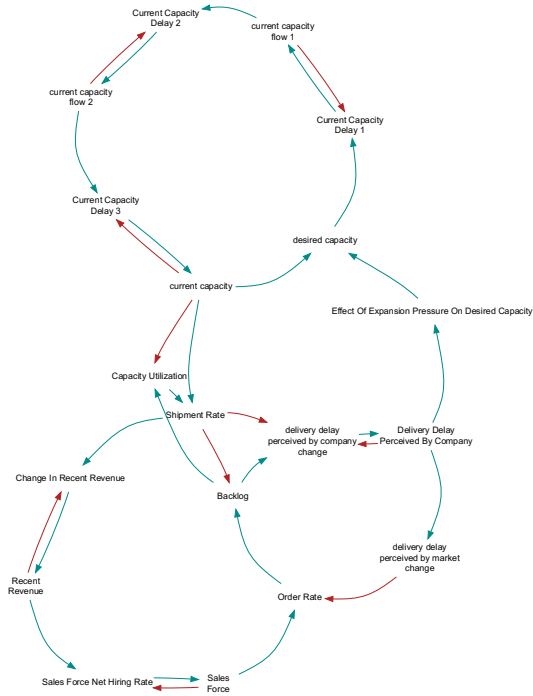 Current Capacity
Delay 2
current capacity
flow 1
current capacity
flow 2
Current Capacity
Delay 1
Current Capacity
Delay 3
desired capacity
current capacity
Effect Of Expansion Pressure On Desired Capacity
Capacity Utilization
Shipment Rate
delivery delay
perceived by company
change
Delivery Delay
Perceived By Company
Change In Recent Revenue
Backlog
delivery delay
perceived by market
change
Recent
Revenue
Order Rate
Sales Force Net Hiring Rate
Sales
Force